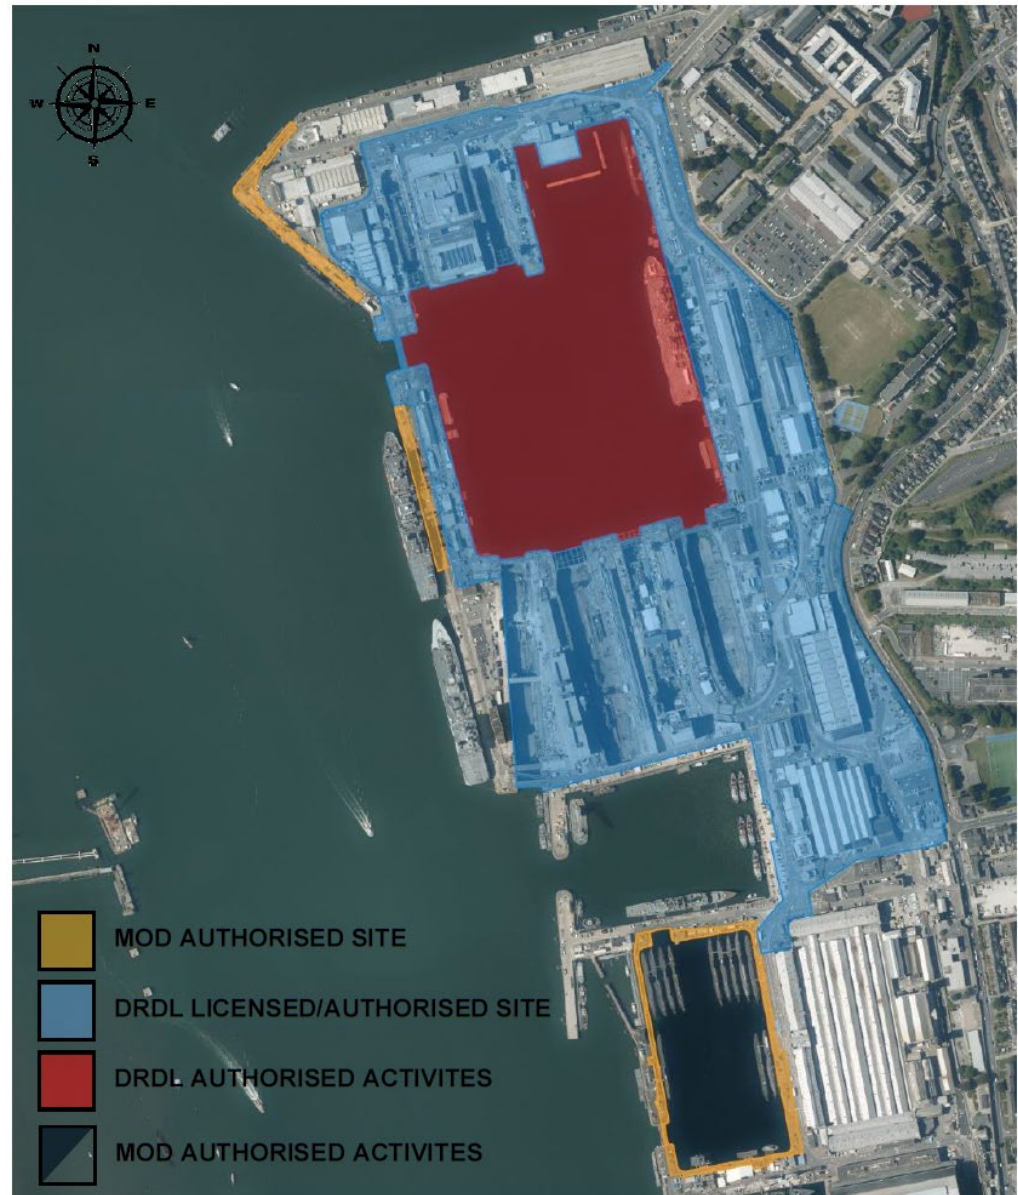 N
W E
S
MOD AUTHORISED SITE
DRDL LICENSED/AUTHORISED SITE
DRDL AUTHORISED ACTIVITES
MOD AUTHORISED ACTIVITES